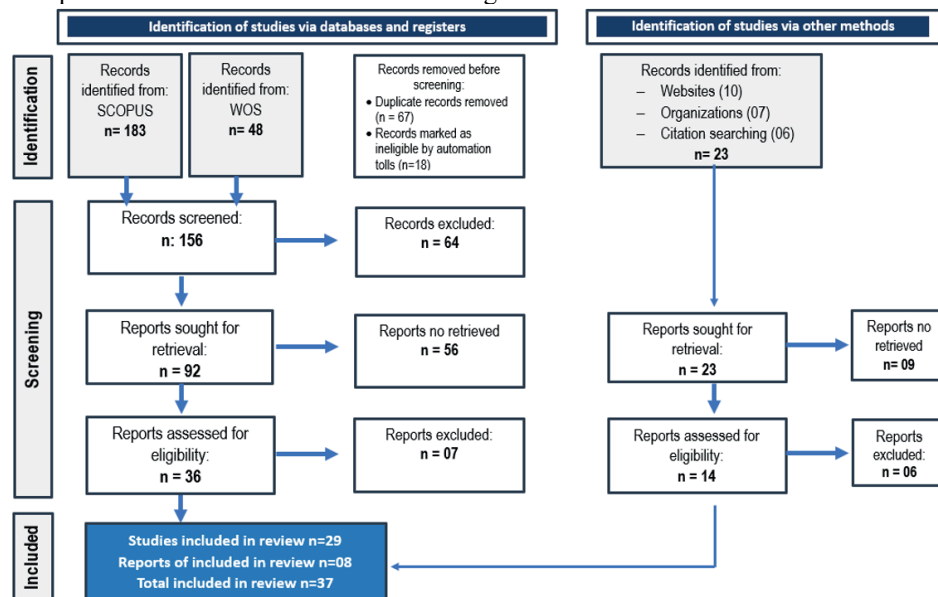 Identification of studies via databases and registers
Identification of studies via other methods
Identification
Records
identified from:
SCOPUS
n= 183
Records
identified from:
WOS
n= 48
Records removed before
screening:
• Duplicate records removed
(n = 67)
• Records marked as
ineligible by automation
tolls (n=18)
Records identified from:
– Websites (10)
– Organizations (07)
– Citation searching (06)
n= 23
Screening
Records screened:
n: 156
Records excluded:
n = 64
Reports sought for
retrieval:
n = 92
Reports no retrieved
n = 56
Reports sought for
retrieval:
n = 23
Reports no
retrieved
n= 09
Reports assessed for
eligibility:
n = 36
Reports excluded:
n = 07
Reports assessed for
eligibility:
n = 14
Reports
excluded:
n = 06
Included
Studies included in review n=29
Reports of included in review n=08
Total included in review n=37